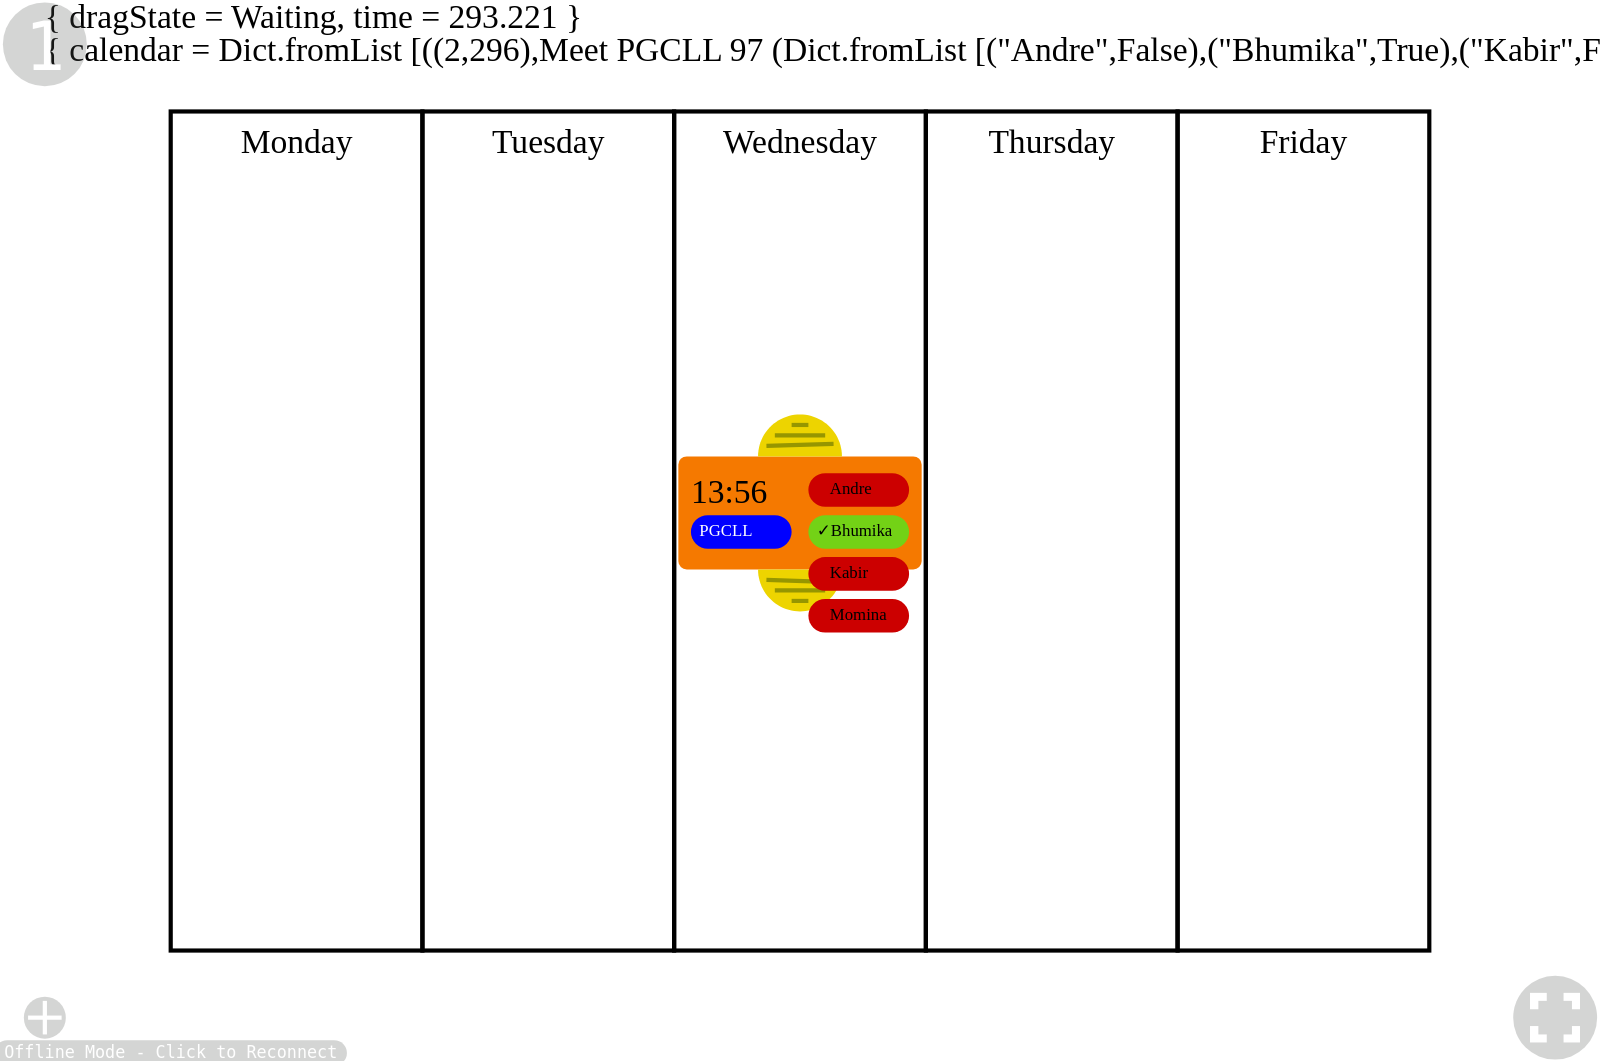 1
{ dragState = Waiting, time = 293.221 }
{ calendar = Dict.fromList [((2,296),Meet PGCLL 97 (Dict.fromList [("Andre",False),("Bhumika",True),("Kabir",F
Monday Tuesday Wednesday Thursday Friday
13:56 Andre
PGCLL ✓Bhumika
Kabir
Momina
Offline Mode - Click to Reconnect